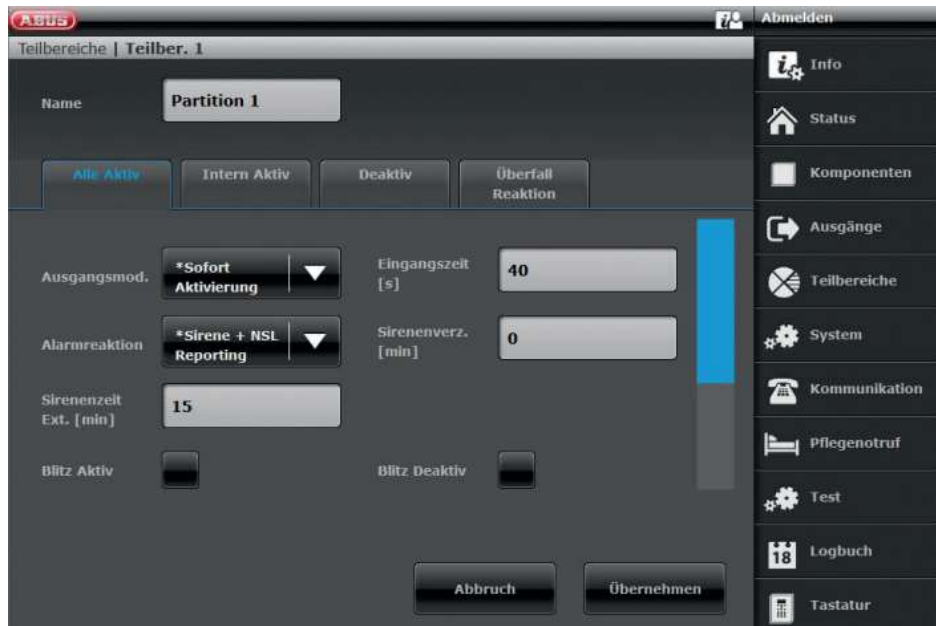 ABUS
Teilbereiche | Teilber. 1
Name
Partition 1
Alle Aktiv
Intern Aktiv
Deaktiv
Überfall
Reaktion
Ausgangsmod.
*Sofort
Aktivierung
Eingangszeit
[s]
40
Alarmreaktion
*Sirene + NSL
Reporting
Sirenenverz.
[min]
0
Sirenenzeit
Ext. [min]
15
Blitz Aktiv
Blitz Deaktiv
Abbruch
Übernehmen
Abmelden
Info
Status
Komponenten
Ausgänge
Teilbereiche
System
Kommunikation
Pflegenotruf
Test
18
Logbuch
Tastatur